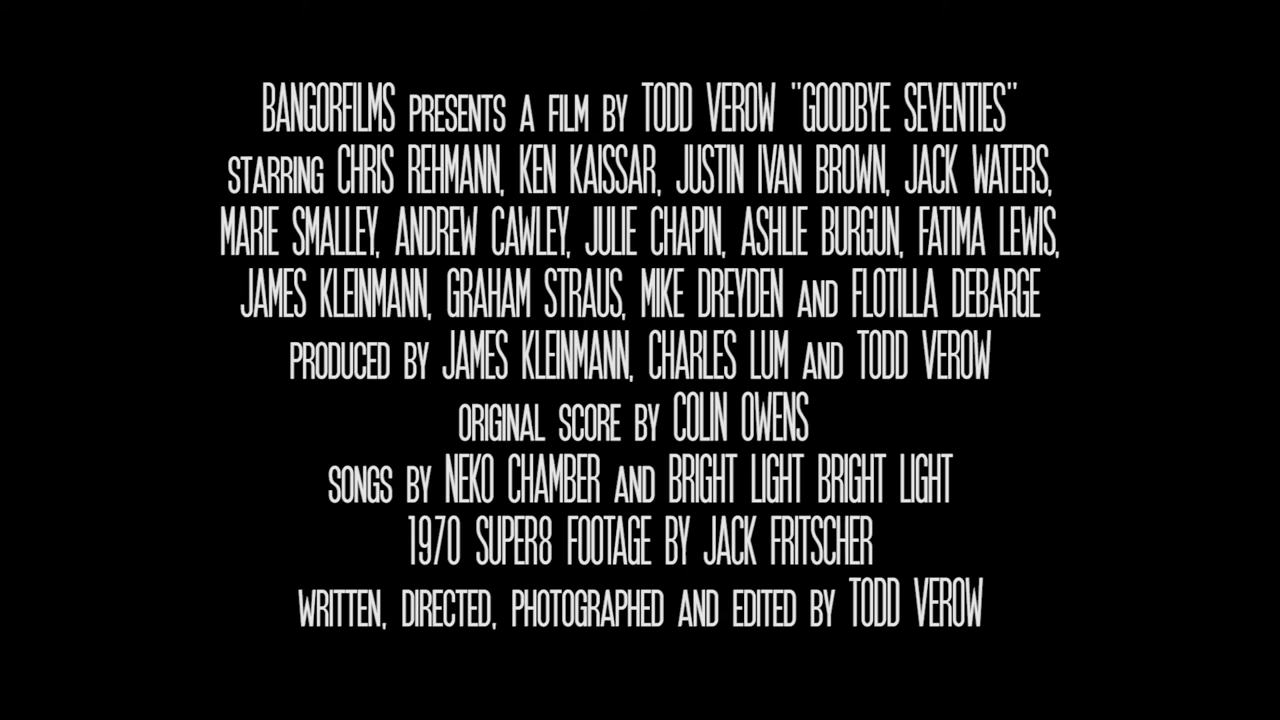 BANGORFILMS PRESENTS A FILM BY TODD VEROW "GOODBYE SEVENTIES"
STARRING CHRIS REHMANN, KEN KAISSAR, JUSTIN IVAN BROWN, JACK WATERS,
MARIE SMALLEY, ANDREW CAWLEY, JULIE CHAPIN, ASHLIE BURGUN, FATIMA LEWIS,
JAMES KLEINMANN, GRAHAM STRAUS, MIKE DREYDEN AND FLOTILLA DEBARGE
PRODUCED BY JAMES KLEINMANN, CHARLES LUM AND TODD VEROW
ORIGINAL SCORE BY COLIN OWENS
SONGS BY NEKO CHAMBER AND BRIGHT LIGHT BRIGHT LIGHT
1970 SUPER8 FOOTAGE BY JACK FRITSCHER
WRITTEN, DIRECTED, PHOTOGRAPHED AND EDITED BY TODD VEROW